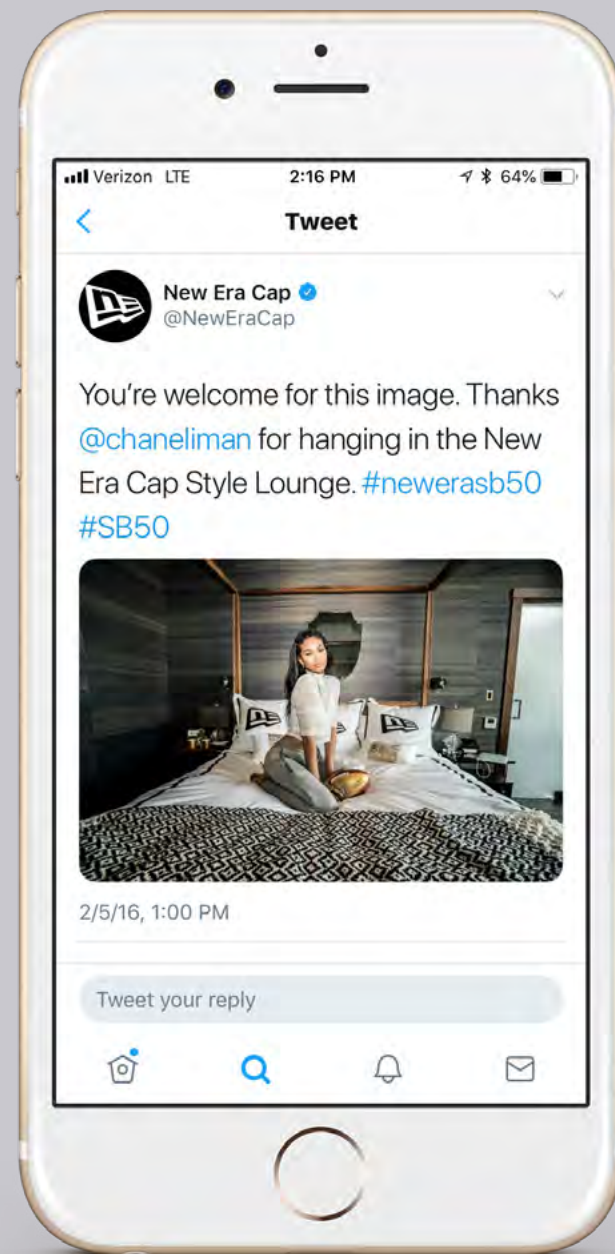 Verizon LTE 2:16 PM 64%
Tweet
New Era Cap
@NewEraCap
You’re welcome for this image. Thanks
@chaneliman for hanging in the New
Era Cap Style Lounge. #newerasb50
#SB50
2/5/16, 1:00 PM
Tweet your reply